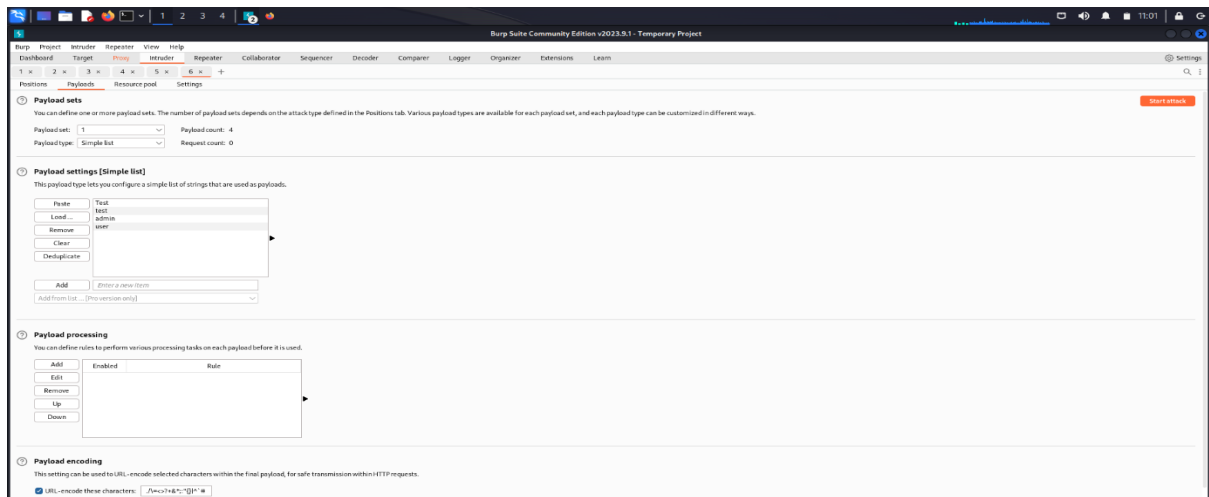 1 2 3 4 2 11:01
Burp Suite Community Edition v2023.9.1 - Temporary Project
Burp Project Intruder Repeater View Help
Dashboard Target Proxy Intruder Repeater Collaborator Sequencer Decoder Comparer Logger Organizer Extensions Learn Settings
1 × 2 × 3 × 4 × 5 × 6 × +
Positions Payloads Resource pool Settings
? Payload sets Start attack
You can define one or more payload sets. The number of payload sets depends on the attack type defined in the Positions tab. Various payload types are available for each payload set, and each payload type can be customized in different ways.
Payload set: 1 Payload count: 4
Payload type: Simple list Request count: 0
? Payload settings [Simple list]
This payload type lets you configure a simple list of strings that are used as payloads.
Paste Test
test
Load ... admin
Remove user
Clear
Deduplicate
Add Enter a new item
Add from list ... [Pro version only]
? Payload processing
You can define rules to perform various processing tasks on each payload before it is used.
Add Enabled Rule
Edit
Remove
Up
Down
? Payload encoding
This setting can be used to URL-encode selected characters within the final payload, for safe transmission within HTTP requests.
URL-encode these characters: